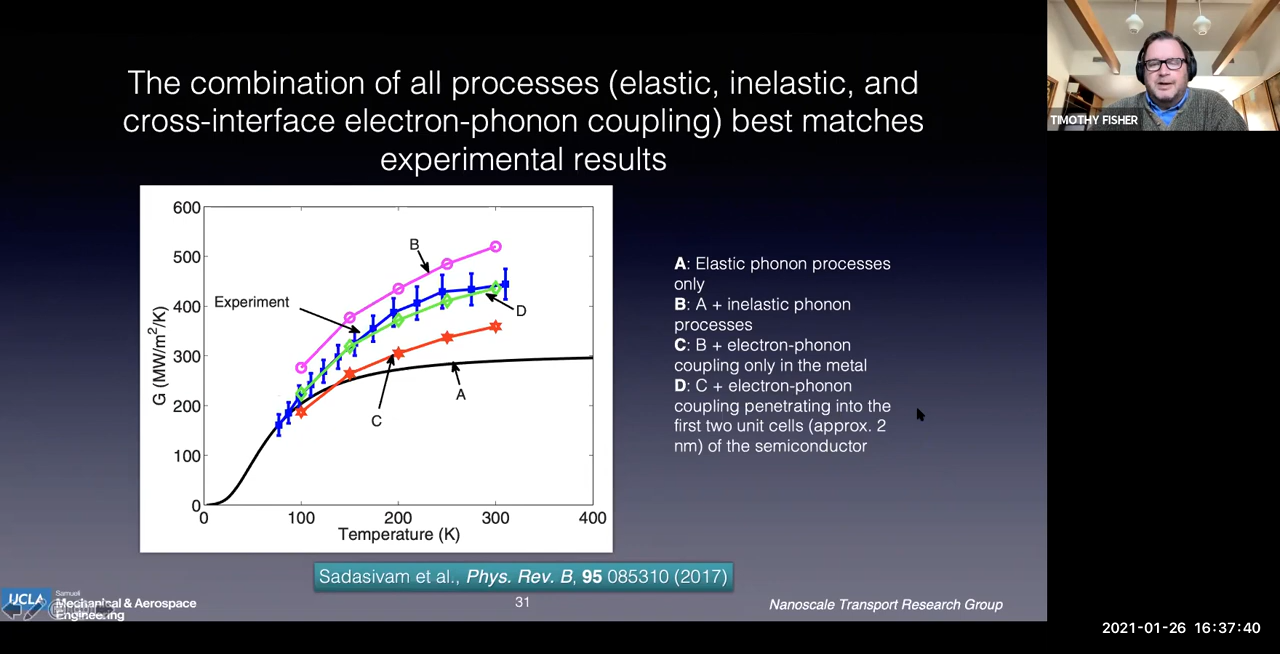 The combination of all processes (elastic, inelastic, and
cross-interface electron-phonon coupling) best matches
experimental results
TIMOTHY FISHER
600
500
400
300
200
100
0
G (MW/m²/K)
B
Experiment
D
A
C
0
100
200
300
400
Temperature (K)
A: Elastic phonon processes
only
B: A + inelastic phonon
processes
C: B + electron-phonon
coupling only in the metal
D: C + electron-phonon
coupling penetrating into the
first two unit cells (approx. 2
nm) of the semiconductor
Sadasivam et al., Phys. Rev. B, 95 085310 (2017)
UCLA
Samueli
Mechanical & Aerospace
Engineering
31
Nanoscale Transport Research Group
2021-01-26 16:37:40